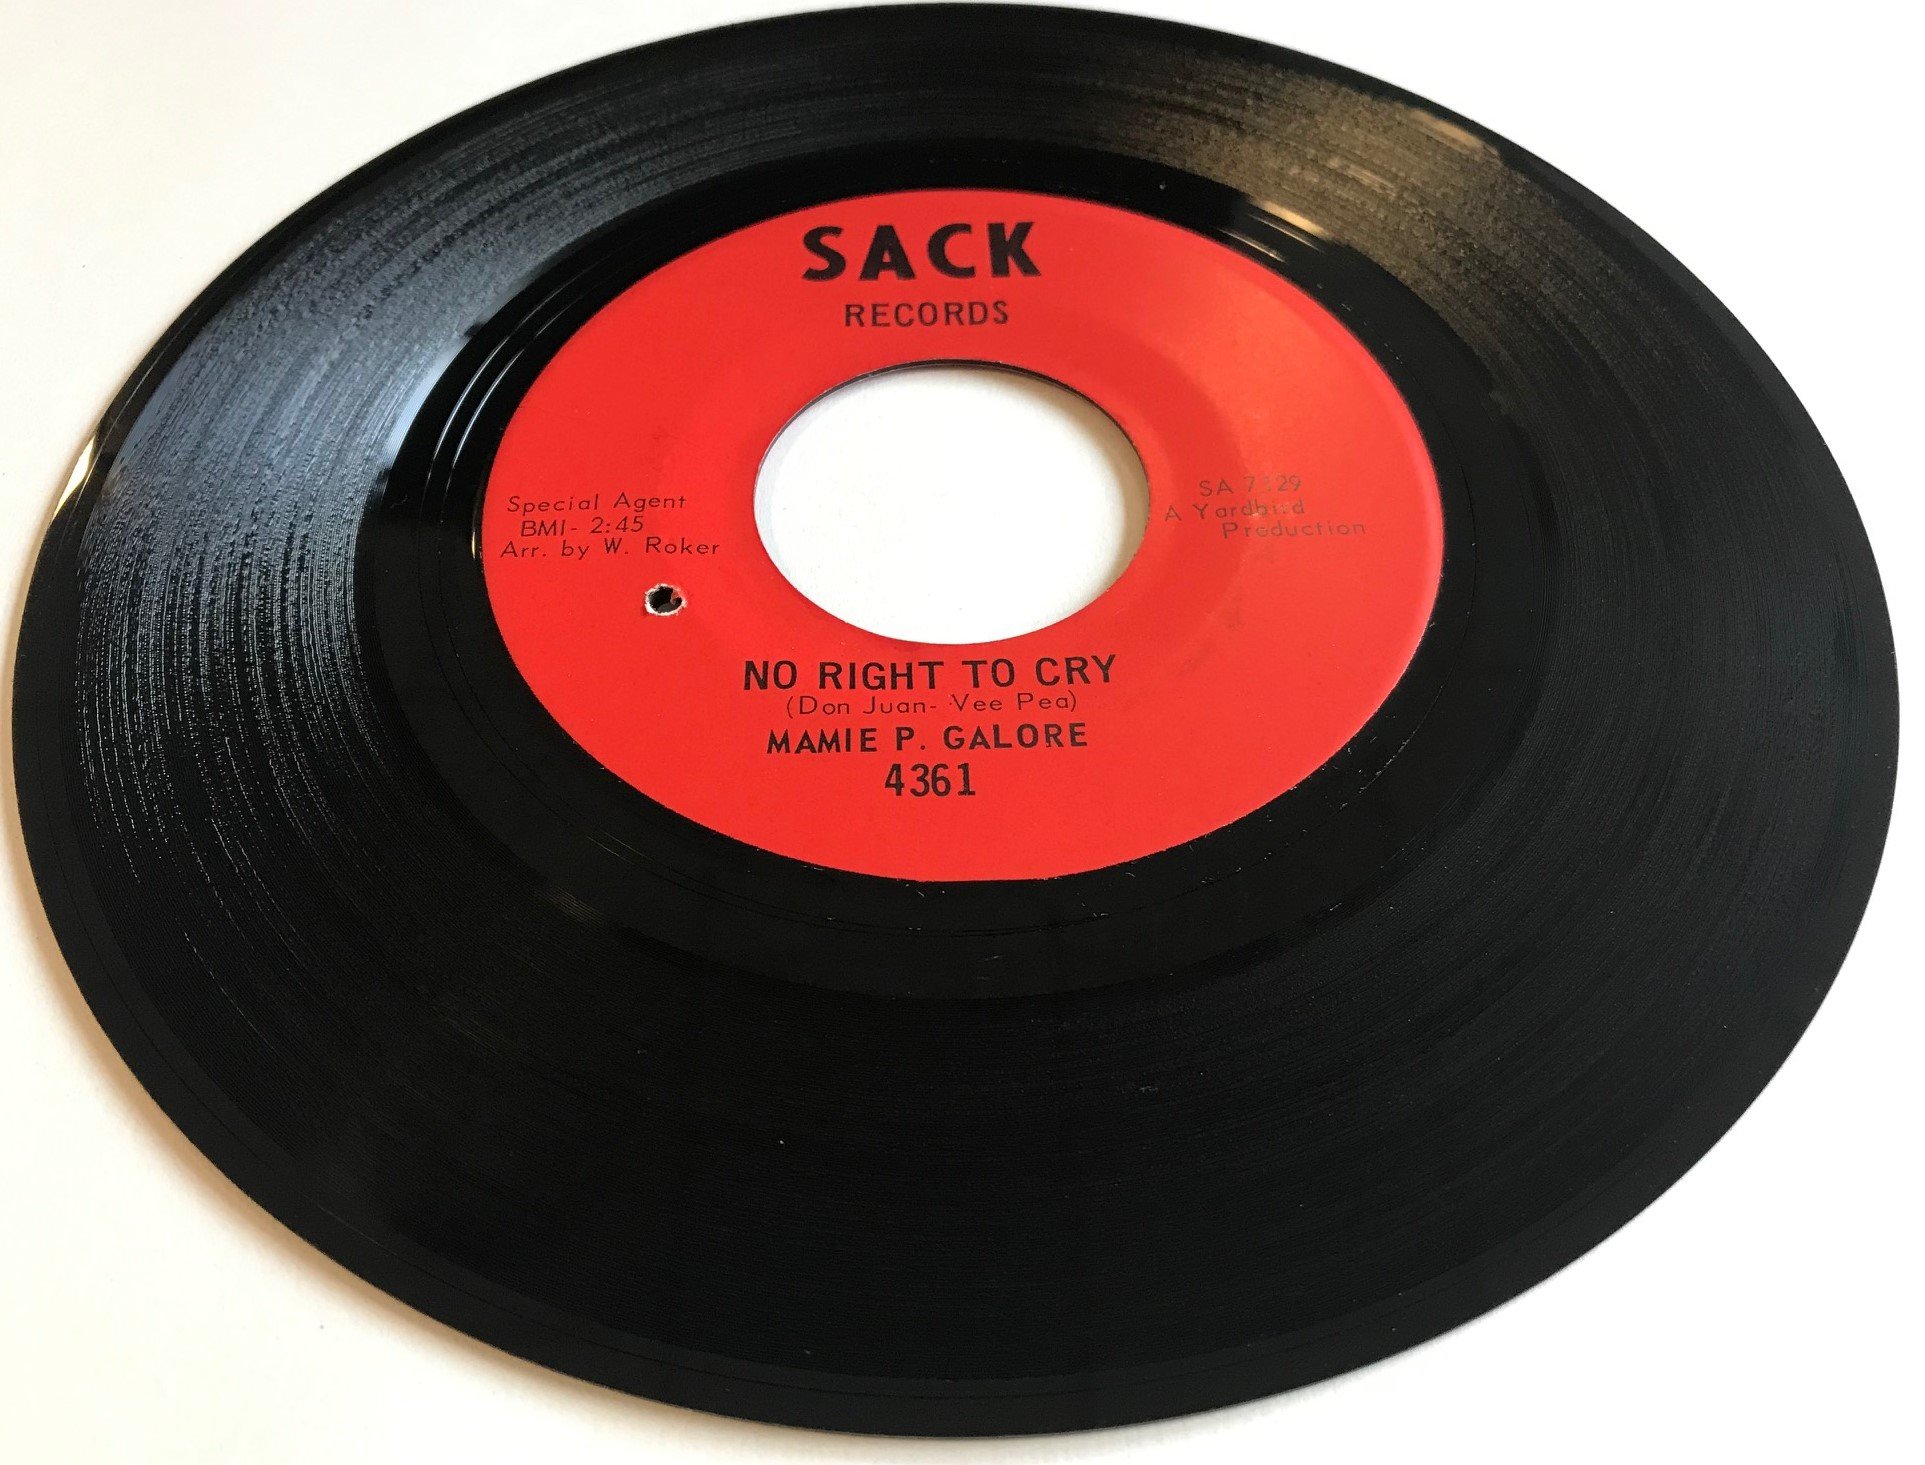 SACK
RECORDS
Special Agent
BMI- 2:45
Arr. by W. Roker
SA
A Yardbird
Production
NO RIGHT TO CRY
(Don Juan- Vee Pea)
MAMIE P. GALORE
4361